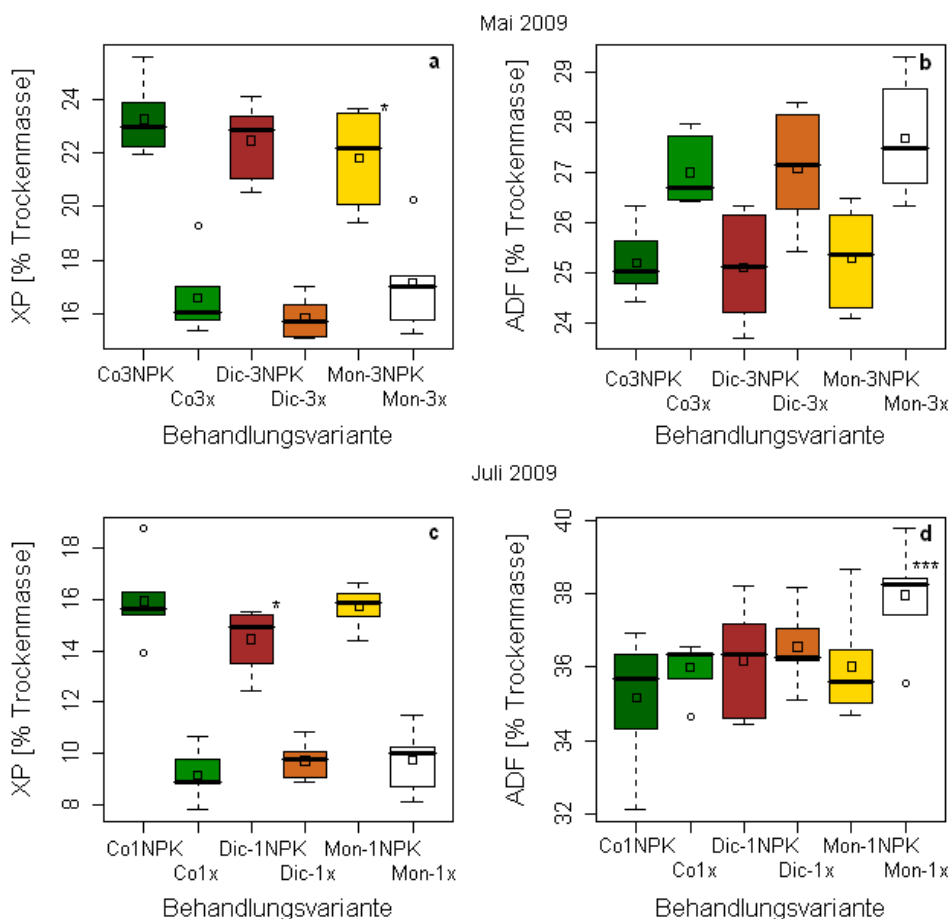 Mai 2009
a
XP [% Trockenmasse]
24
22
20
18
16
*
Co3NPK Dic-3NPK Mon-3NPK
Co3x Dic-3x Mon-3x
Behandlungsvariante
b
ADF [% Trockenmasse]
29
28
27
26
25
24
Co3NPK Dic-3NPK Mon-3NPK
Co3x Dic-3x Mon-3x
Behandlungsvariante
Juli 2009
c
XP [% Trockenmasse]
18
16
14
12
10
8
*
Co1NPK Dic-1NPK Mon-1NPK
Co1x Dic-1x Mon-1x
Behandlungsvariante
d
ADF [% Trockenmasse]
40
38
36
34
32
***
Co1NPK Dic-1NPK Mon-1NPK
Co1x Dic-1x Mon-1x
Behandlungsvariante